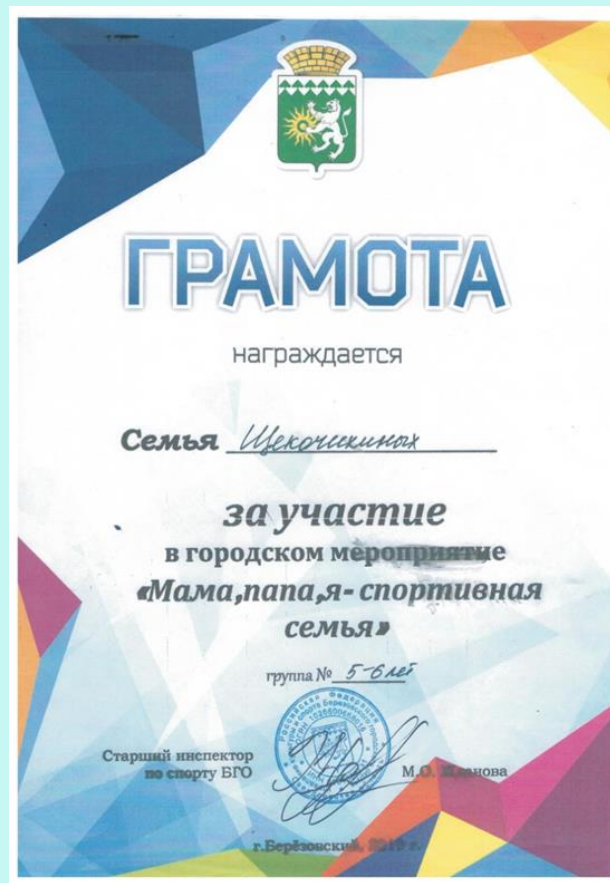 ГРАМОТА
награждается
Семья Щекочихиных
за участие
в городском мероприятие
«Мама,папа,я- спортивная
семья»
группа № 5-6 лет
Старший инспектор
по спорту БГО М.О.
г.Берёзовский, 2019 г.